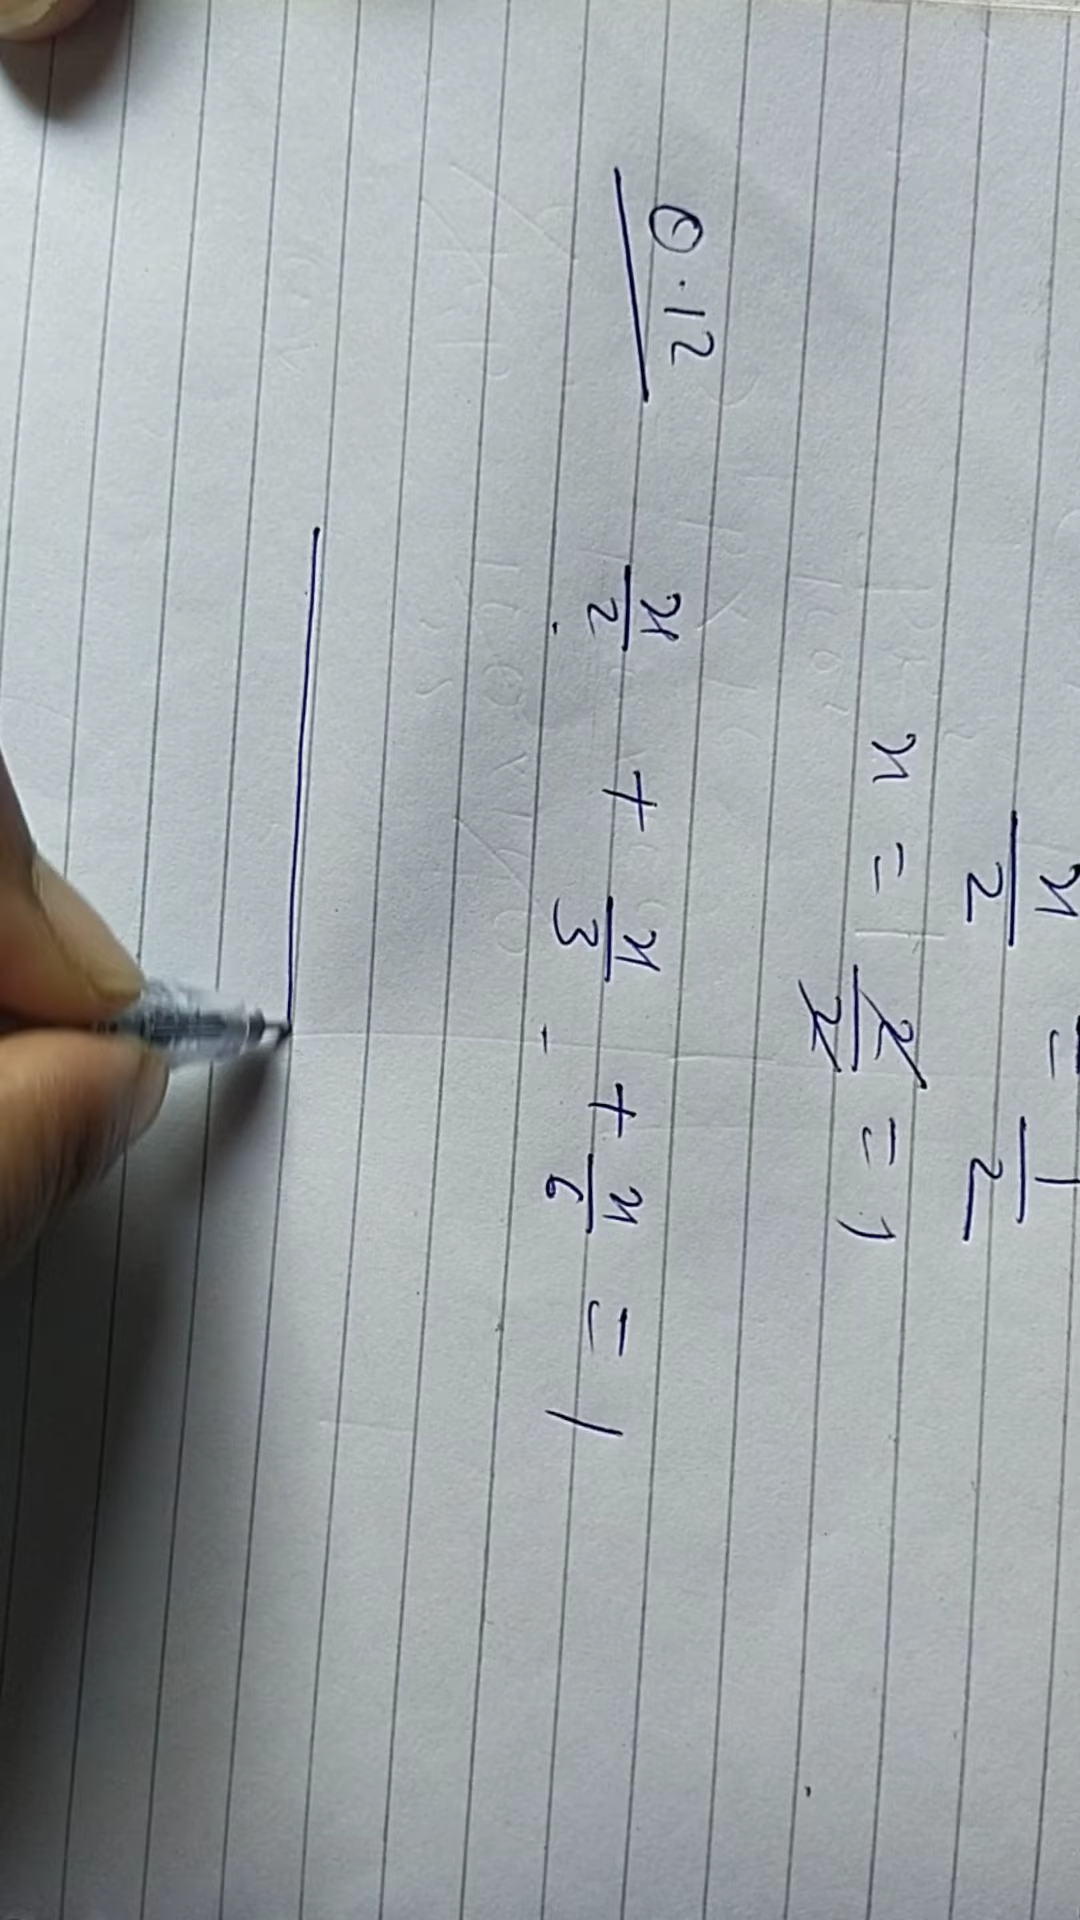 x/2 = 1/2
x = 2/2 = 1
Q.12
x/2 + x/3 + x/6 = 1